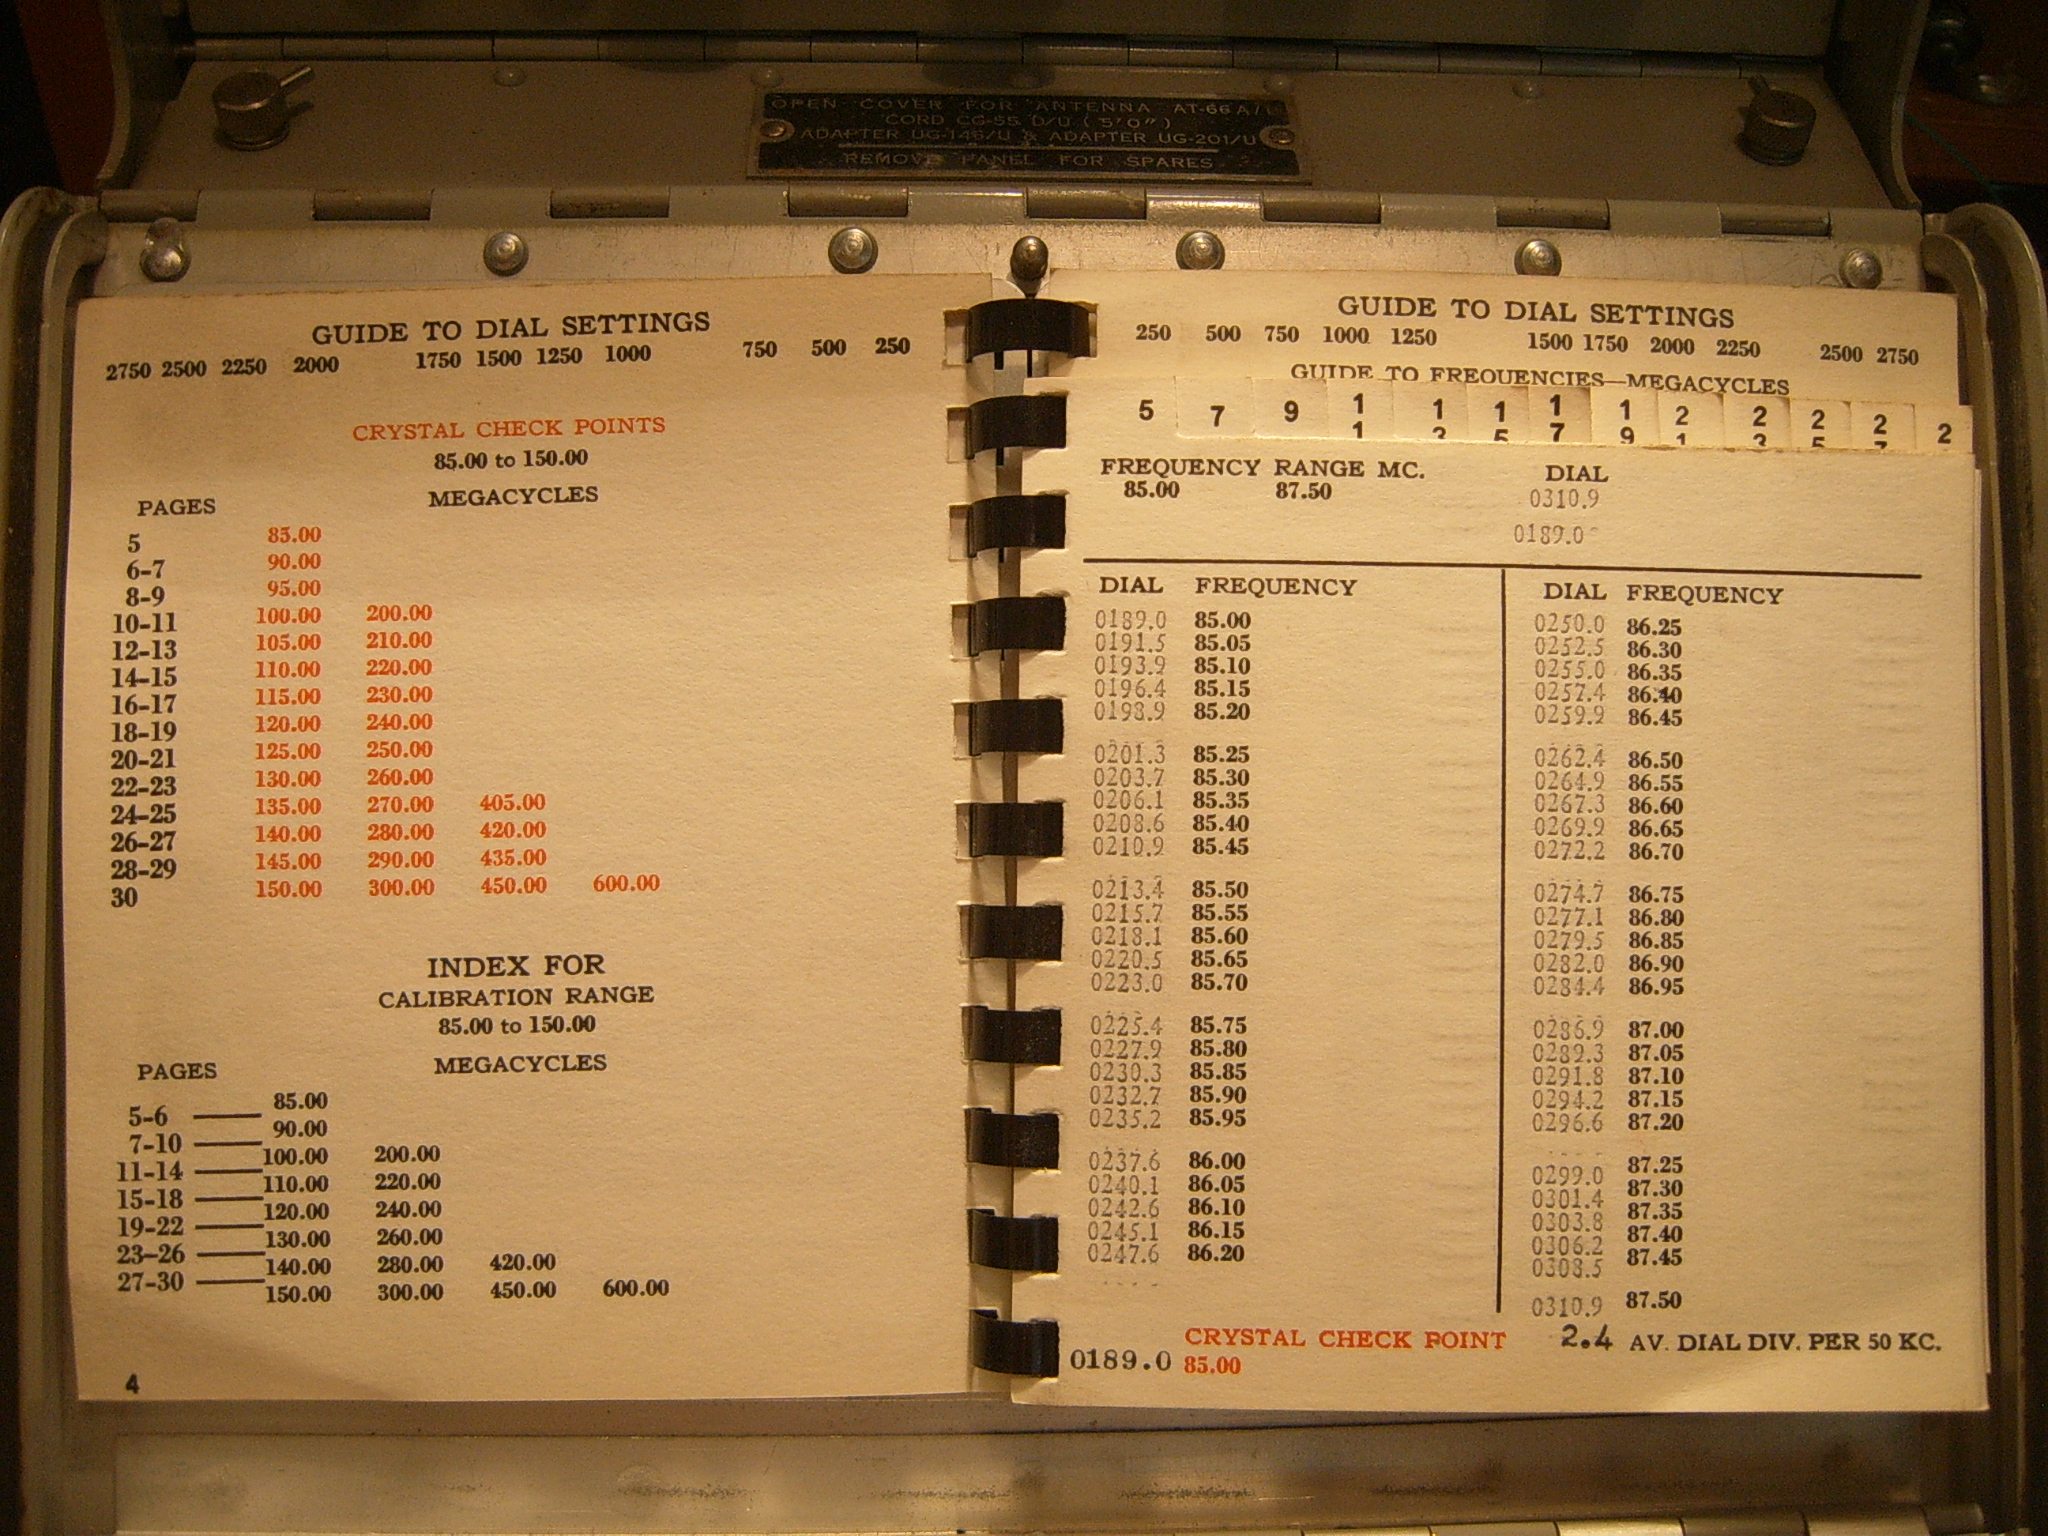 OPEN COVER FOR ANTENNA AT-66A/
CORD CG-55 D/U (5'0")
ADAPTER UG-146/U & ADAPTER UG-201/U
REMOVE PANEL FOR SPARES
GUIDE TO DIAL SETTINGS
2750 2500 2250 2000 1750 1500 1250 1000 750 500 250
CRYSTAL CHECK POINTS
85.00 to 150.00
PAGES MEGACYCLES
5 85.00
6-7 90.00
8-9 95.00
10-11 100.00 200.00
12-13 105.00 210.00
14-15 110.00 220.00
16-17 115.00 230.00
18-19 120.00 240.00
20-21 125.00 250.00
22-23 130.00 260.00
24-25 135.00 270.00 405.00
26-27 140.00 280.00 420.00
28-29 145.00 290.00 435.00
30 150.00 300.00 450.00 600.00
INDEX FOR
CALIBRATION RANGE
85.00 to 150.00
PAGES MEGACYCLES
85.00
5-6
90.00
7-10
100.00 200.00
11-14
110.00 220.00
15-18
120.00 240.00
19-22
130.00 260.00
23-26
140.00 280.00 420.00
27-30
150.00 300.00 450.00 600.00
4
GUIDE TO DIAL SETTINGS
250 500 750 1000 1250 1500 1750 2000 2250 2500 2750
GUIDE TO FREQUENCIES—MEGACYCLES
5 7 9 11 13 15 17 19 21 23 25 27 2
FREQUENCY RANGE MC. DIAL
85.00 87.50 0310.9
0189.0
DIAL FREQUENCY DIAL FREQUENCY
0189.0 85.00 0250.0 86.25
0191.5 85.05 0252.5 86.30
0193.9 85.10 0255.0 86.35
0196.4 85.15 0257.4 86.40
0198.9 85.20 0259.9 86.45
0201.3 85.25 0262.4 86.50
0203.7 85.30 0264.9 86.55
0206.1 85.35 0267.3 86.60
0208.6 85.40 0269.9 86.65
0210.9 85.45 0272.2 86.70
0213.4 85.50 0274.7 86.75
0215.7 85.55 0277.1 86.80
0218.1 85.60 0279.5 86.85
0220.5 85.65 0282.0 86.90
0223.0 85.70 0284.4 86.95
0225.4 85.75 0286.9 87.00
0227.9 85.80 0289.3 87.05
0230.3 85.85 0291.8 87.10
0232.7 85.90 0294.2 87.15
0235.2 85.95 0296.6 87.20
0237.6 86.00 0299.0 87.25
0240.1 86.05 0301.4 87.30
0242.6 86.10 0303.8 87.35
0245.1 86.15 0306.2 87.40
0247.6 86.20 0308.5 87.45
0310.9 87.50
CRYSTAL CHECK POINT 2.4 AV. DIAL DIV. PER 50 KC.
0189.0 85.00